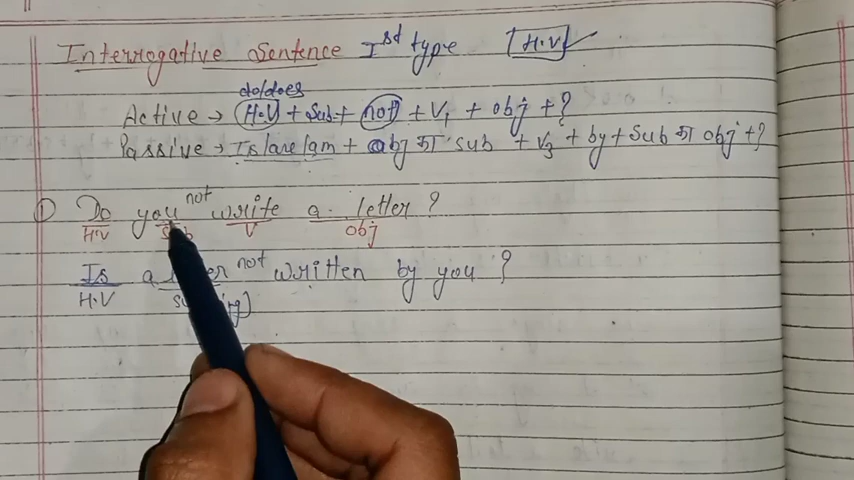 Interrogative Sentence Ist type [H.V]
do/does
Active → H.V + Sub + not + V1 + obj + ?
Passive → Is/are/am + obj का sub + V3 + by + Sub का obj + ?
① Do you not write a letter ?
H.V Sub V obj
Is a not written by you ?
H.V